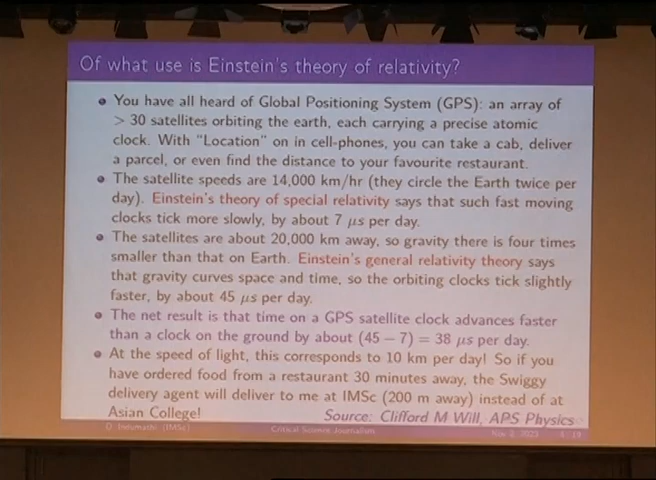 Of what use is Einstein's theory of relativity?
You have all heard of Global Positioning System (GPS): an array of
> 30 satellites orbiting the earth, each carrying a precise atomic
clock. With "Location" on in cell-phones, you can take a cab, deliver
a parcel, or even find the distance to your favourite restaurant.
The satellite speeds are 14,000 km/hr (they circle the Earth twice per
day). Einstein's theory of special relativity says that such fast moving
clocks tick more slowly, by about 7 μs per day.
The satellites are about 20,000 km away, so gravity there is four times
smaller than that on Earth. Einstein's general relativity theory says
that gravity curves space and time, so the orbiting clocks tick slightly
faster, by about 45 μs per day.
The net result is that time on a GPS satellite clock advances faster
than a clock on the ground by about (45 − 7) = 38 μs per day.
At the speed of light, this corresponds to 10 km per day! So if you
have ordered food from a restaurant 30 minutes away, the Swiggy
delivery agent will deliver to me at IMSc (200 m away) instead of at
Asian College! Source: Clifford M Will, APS Physics
D. Indumathi (IMSc) Critical Science Journalism Nov 2, 2023